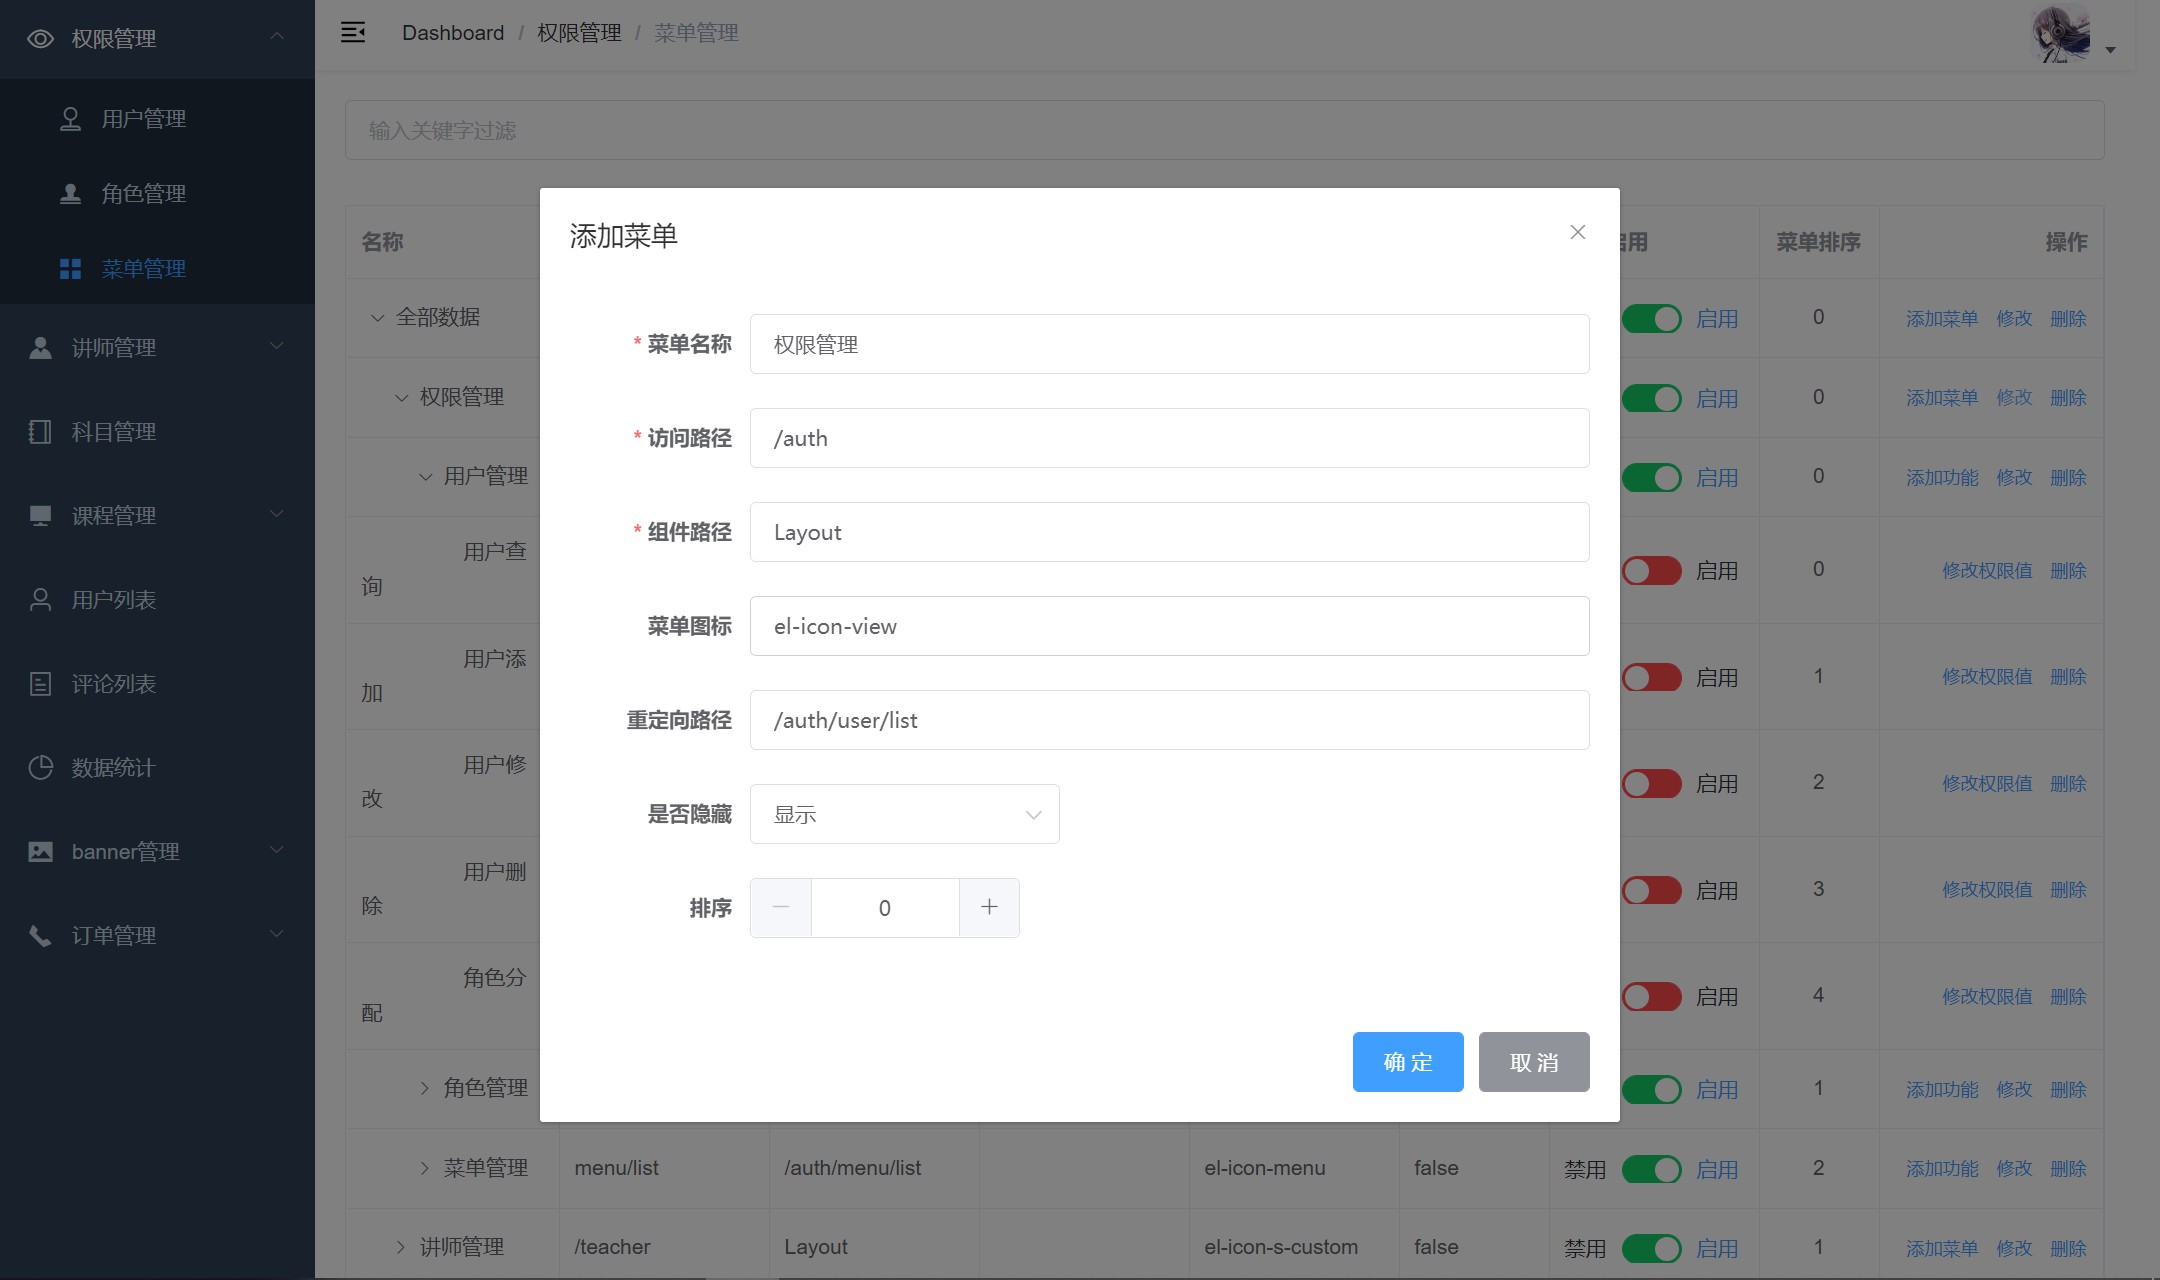 权限管理
用户管理
角色管理
菜单管理
讲师管理
科目管理
课程管理
用户列表
评论列表
数据统计
banner管理
订单管理
Dashboard / 权限管理 / 菜单管理
输入关键字过滤
名称 用 菜单排序 操作
全部数据 启用 0 添加菜单 修改 删除
权限管理 启用 0 添加菜单 修改 删除
用户管理 启用 0 添加功能 修改 删除
用户查
询 启用 0 修改权限值 删除
用户添
加 启用 1 修改权限值 删除
用户修
改 启用 2 修改权限值 删除
用户删
除 启用 3 修改权限值 删除
角色分
配 启用 4 修改权限值 删除
角色管理 启用 1 添加功能 修改 删除
菜单管理 menu/list /auth/menu/list el-icon-menu false 禁用 启用 2 添加功能 修改 删除
讲师管理 /teacher Layout el-icon-s-custom false 禁用 启用 1 添加菜单 修改 删除
添加菜单
* 菜单名称 权限管理
* 访问路径 /auth
* 组件路径 Layout
菜单图标 el-icon-view
重定向路径 /auth/user/list
是否隐藏 显示
排序 0
确 定 取 消